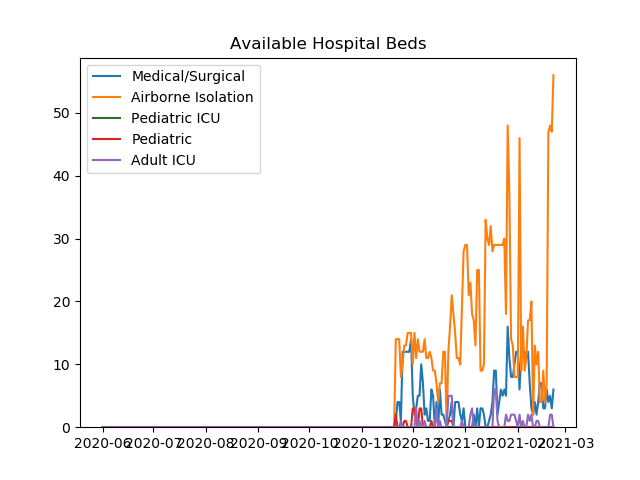 Available Hospital Beds
Medical/Surgical
Airborne Isolation
Pediatric ICU
Pediatric
Adult ICU
50
40
30
20
10
0
2020-06 2020-07 2020-08 2020-09 2020-10 2020-11 2020-12 2021-01 2021-02 2021-03